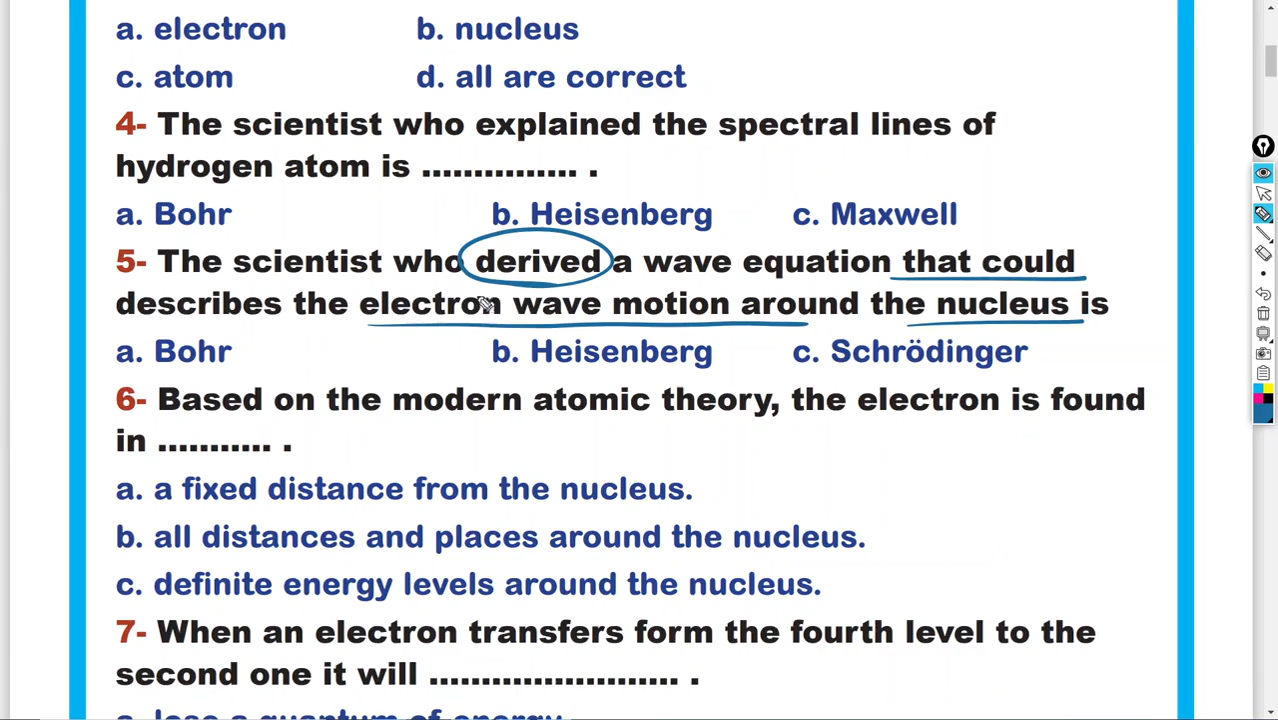 a. electron b. nucleus
c. atom d. all are correct
4- The scientist who explained the spectral lines of
hydrogen atom is ............... .
a. Bohr b. Heisenberg c. Maxwell
5- The scientist who derived a wave equation that could
describes the electron wave motion around the nucleus is
a. Bohr b. Heisenberg c. Schrödinger
6- Based on the modern atomic theory, the electron is found
in ........... .
a. a fixed distance from the nucleus.
b. all distances and places around the nucleus.
c. definite energy levels around the nucleus.
7- When an electron transfers form the fourth level to the
second one it will ........................ .
a. lose a quantum of energy